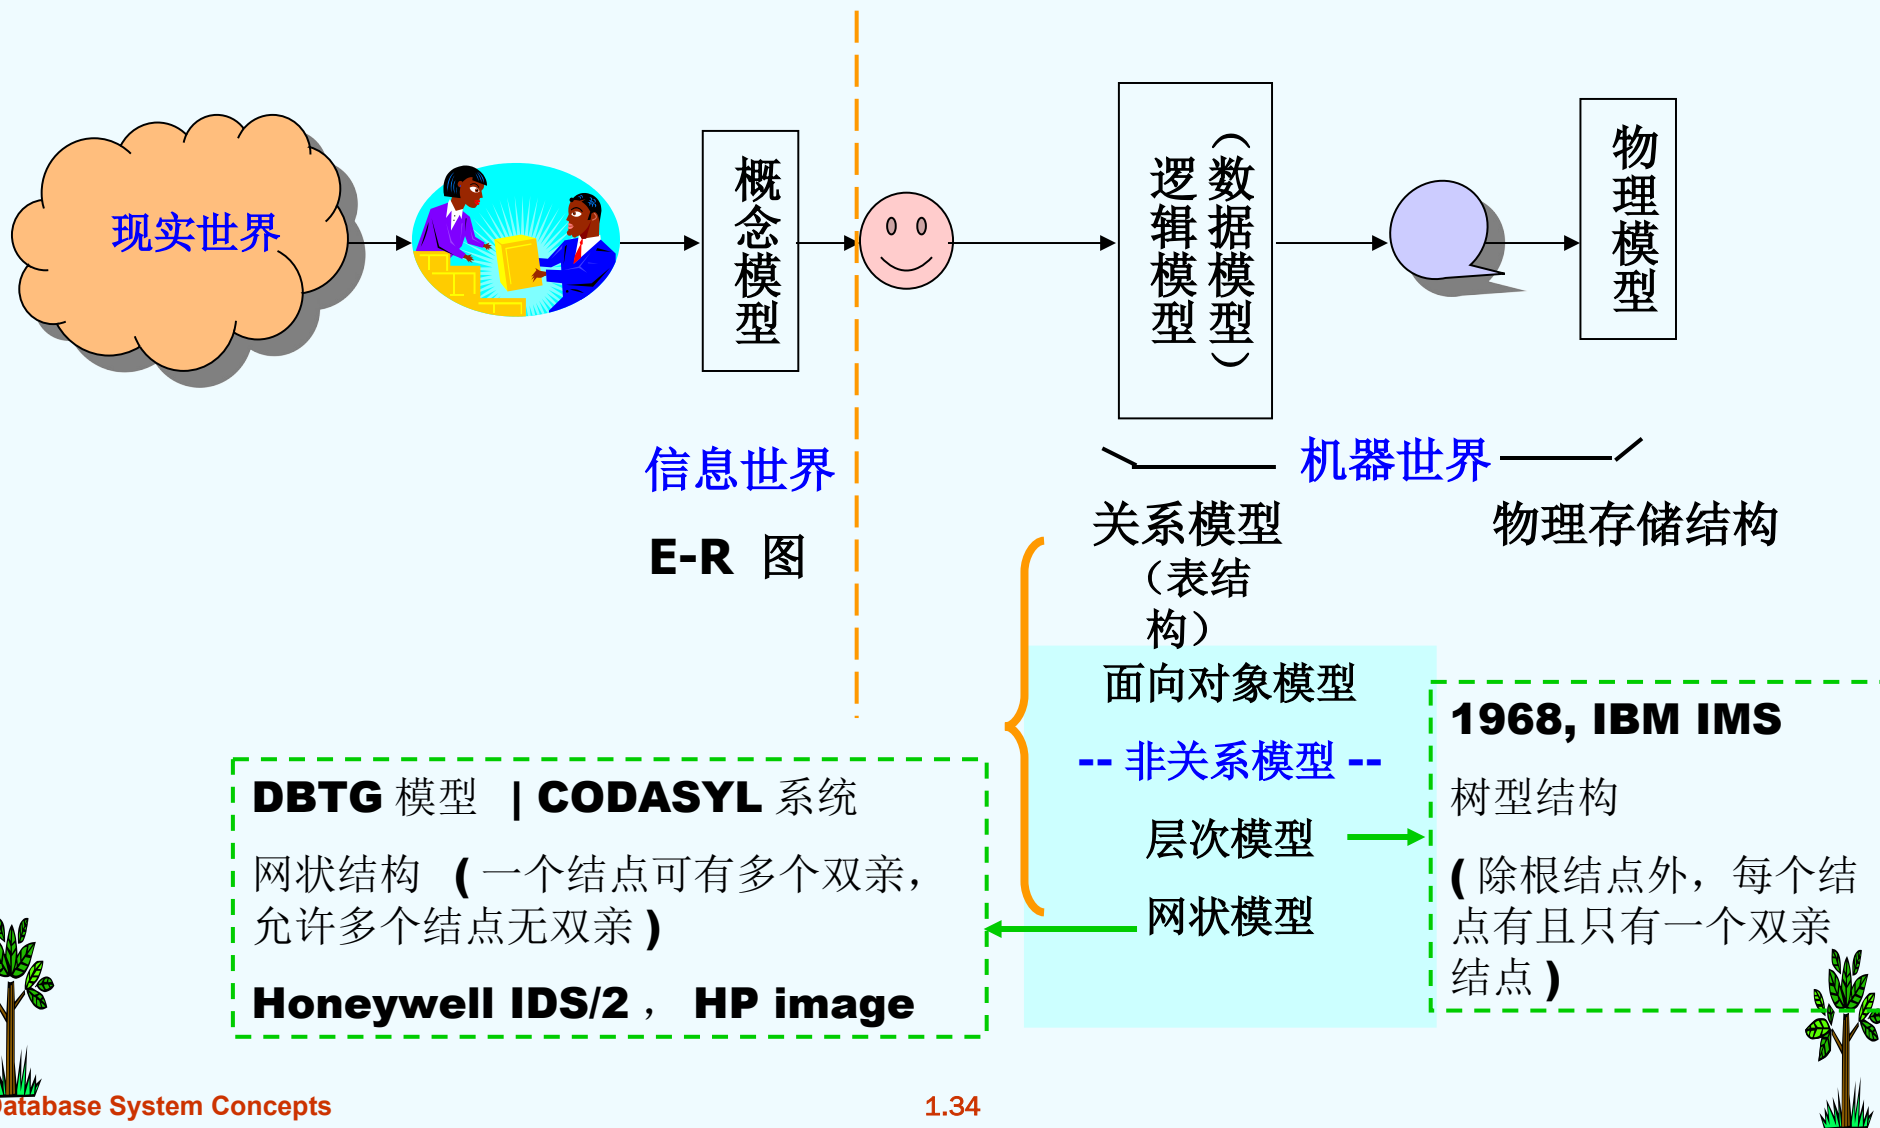 现实世界
概念模型
逻辑模型
（数据模型）
物理模型
信息世界
机器世界
E-R 图
关系模型
（表结
构）
物理存储结构
面向对象模型
-- 非关系模型 --
层次模型
网状模型
1968, IBM IMS
树型结构
( 除根结点外，每个结
点有且只有一个双亲
结点 )
DBTG 模型 | CODASYL 系统
网状结构 ( 一个结点可有多个双亲，
允许多个结点无双亲 )
Honeywell IDS/2 ， HP image
Database System Concepts
1.34